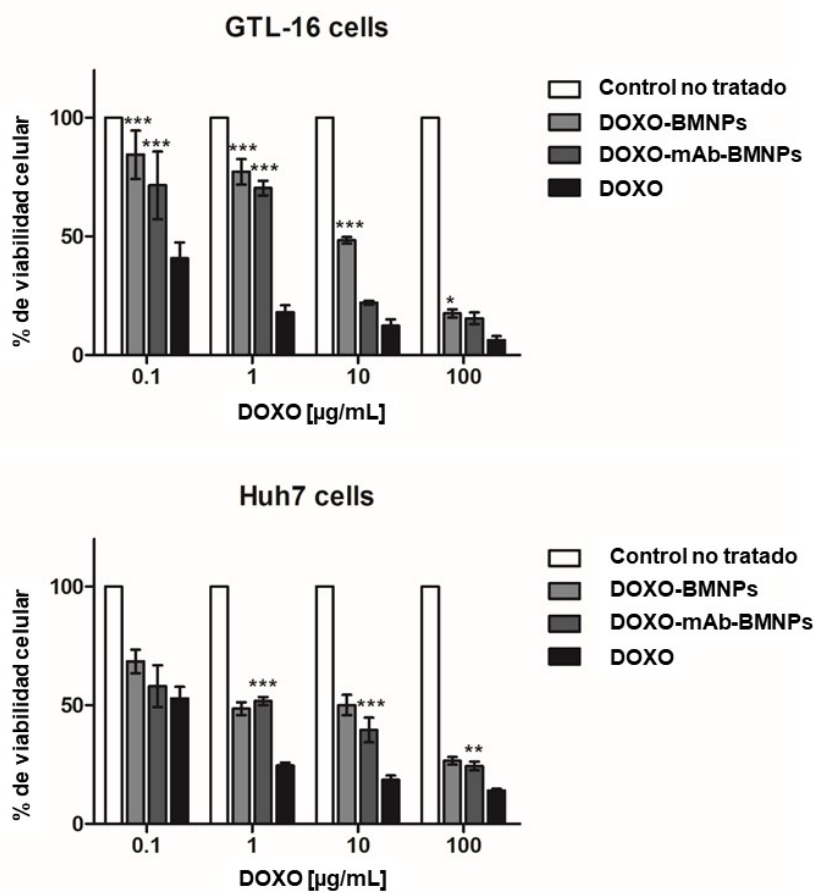 GTL-16 cells
% de viabilidad celular
100
50
0
***
***
***
***
***
*
0.1
1
10
100
DOXO [µg/mL]
Control no tratado
DOXO-BMNPs
DOXO-mAb-BMNPs
DOXO
Huh7 cells
% de viabilidad celular
100
50
0
***
***
**
0.1
1
10
100
DOXO [µg/mL]
Control no tratado
DOXO-BMNPs
DOXO-mAb-BMNPs
DOXO